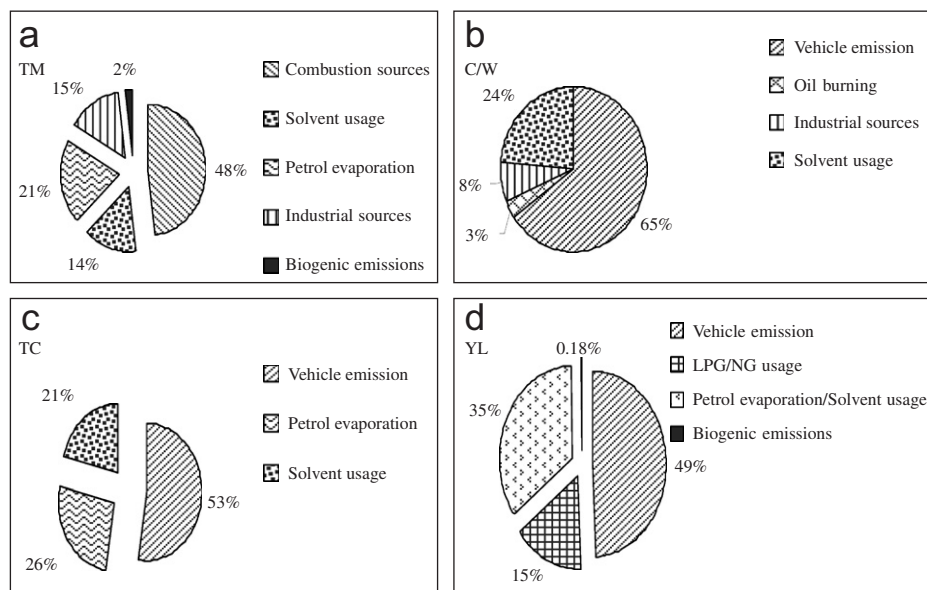 a
TM
2%
15%
48%
21%
14%
Combustion sources
Solvent usage
Petrol evaporation
Industrial sources
Biogenic emissions
b
C/W
24%
8%
3%
65%
Vehicle emission
Oil burning
Industrial sources
Solvent usage
c
TC
21%
53%
26%
Vehicle emission
Petrol evaporation
Solvent usage
d
YL
0.18%
35%
49%
15%
Vehicle emission
LPG/NG usage
Petrol evaporation/Solvent usage
Biogenic emissions